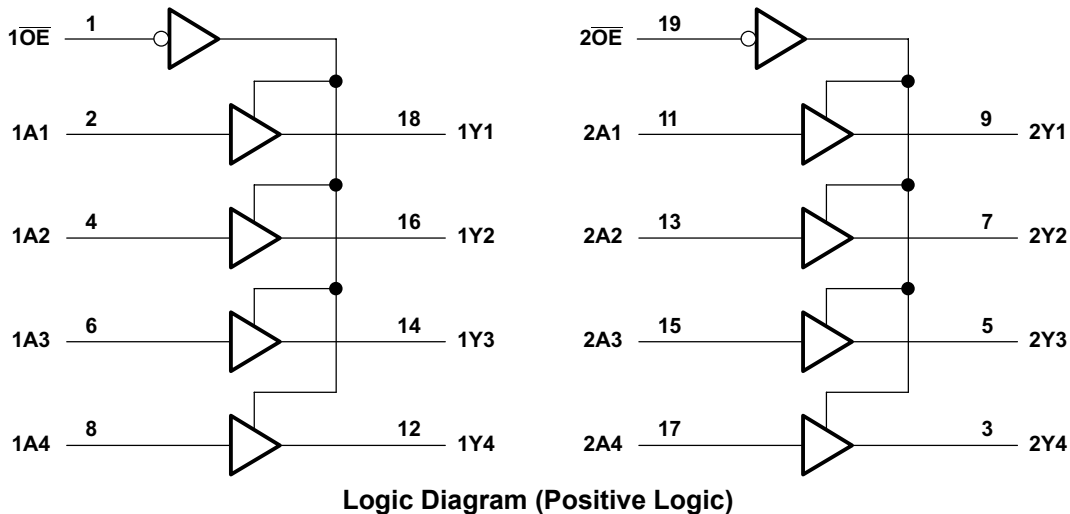 1O̅E̅ 1 2O̅E̅ 19
1A1 2 18 1Y1 2A1 11 9 2Y1
1A2 4 16 1Y2 2A2 13 7 2Y2
1A3 6 14 1Y3 2A3 15 5 2Y3
1A4 8 12 1Y4 2A4 17 3 2Y4
Logic Diagram (Positive Logic)